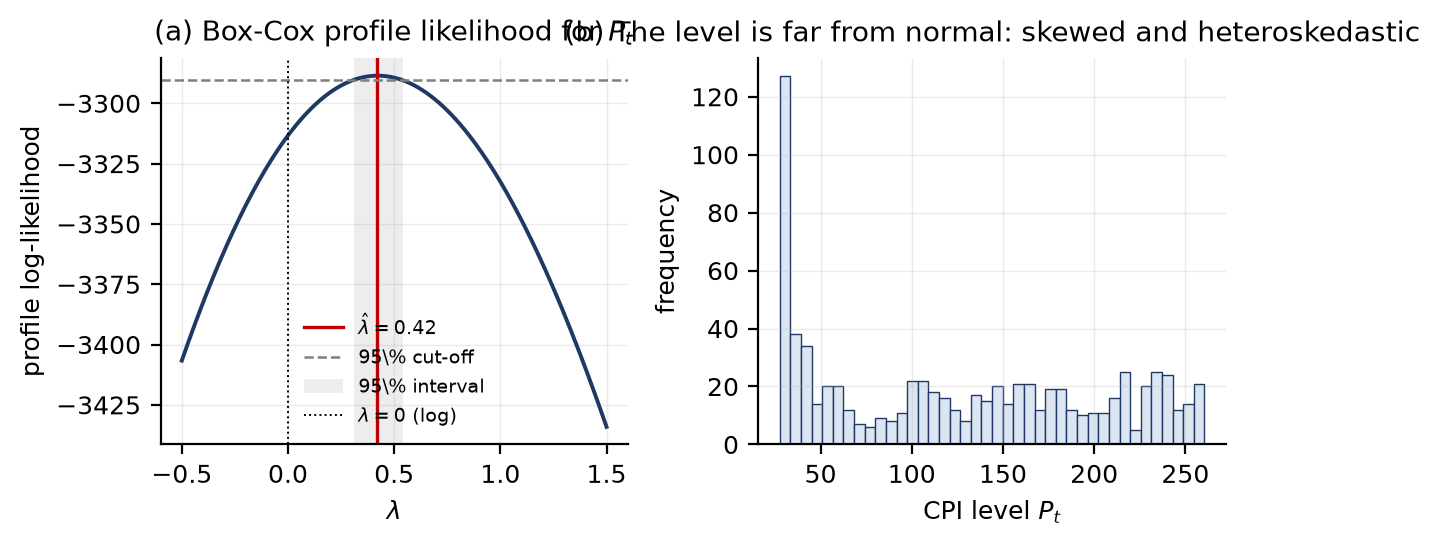 (a) Box-Cox profile likelihood for Pₜ
(b) The level is far from normal: skewed and heteroskedastic
profile log-likelihood
−3300
−3325
−3350
−3375
−3400
−3425
λ̂ = 0.42
95\% cut-off
95\% interval
λ = 0 (log)
−0.5 0.0 0.5 1.0 1.5
λ
frequency
120
100
80
60
40
20
0
50 100 150 200 250
CPI level Pₜ